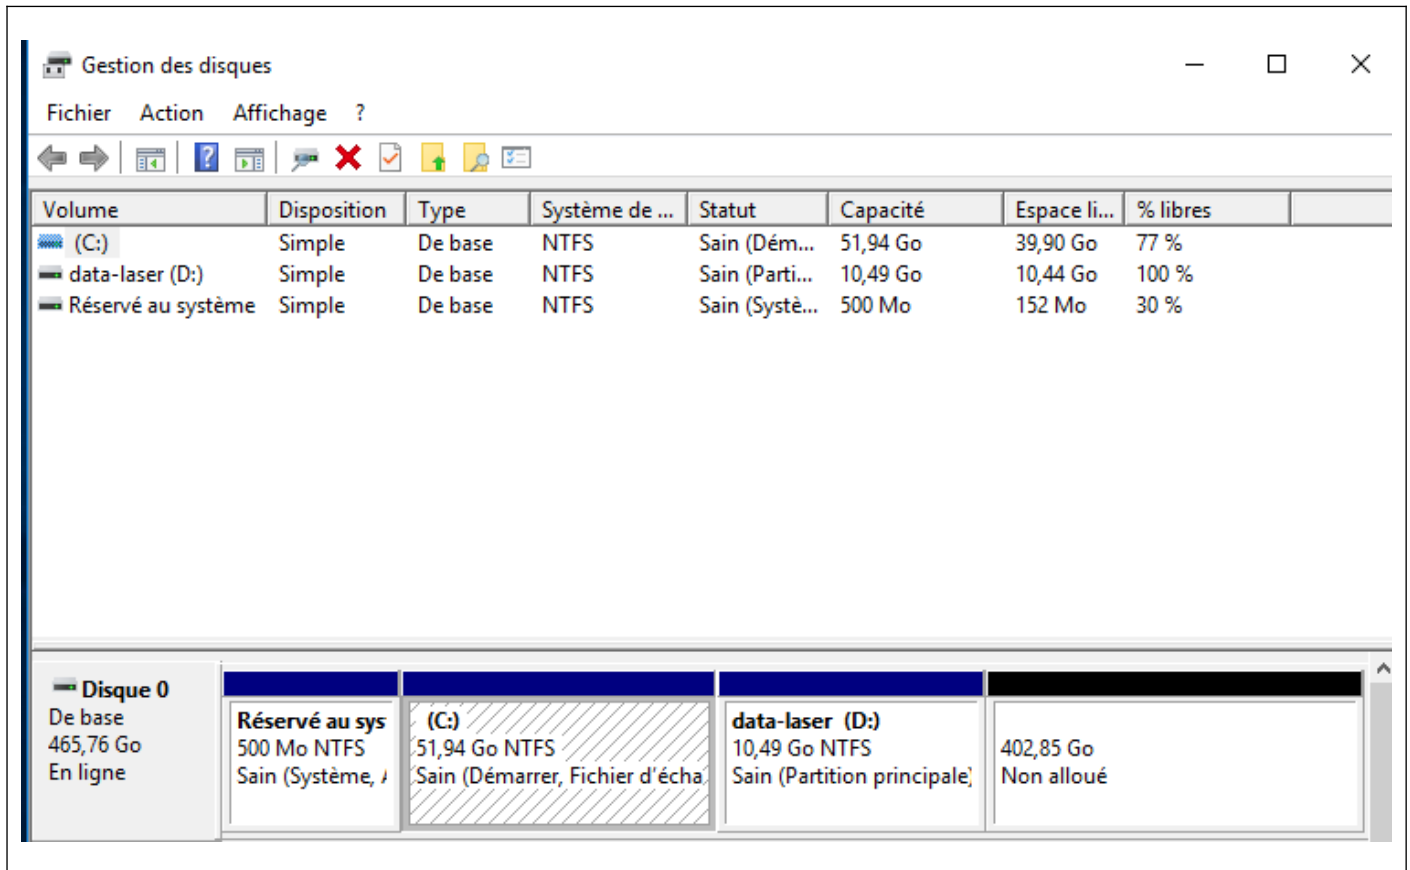 Gestion des disques
Fichier Action Affichage ?
Volume Disposition Type Système de ... Statut Capacité Espace li... % libres
(C:) Simple De base NTFS Sain (Dém... 51,94 Go 39,90 Go 77 %
data-laser (D:) Simple De base NTFS Sain (Parti... 10,49 Go 10,44 Go 100 %
Réservé au système Simple De base NTFS Sain (Systè... 500 Mo 152 Mo 30 %
Disque 0
De base
465,76 Go
En ligne
Réservé au sys
500 Mo NTFS
Sain (Système,
(C:)
51,94 Go NTFS
Sain (Démarrer, Fichier d'écha
data-laser (D:)
10,49 Go NTFS
Sain (Partition principale)
402,85 Go
Non alloué